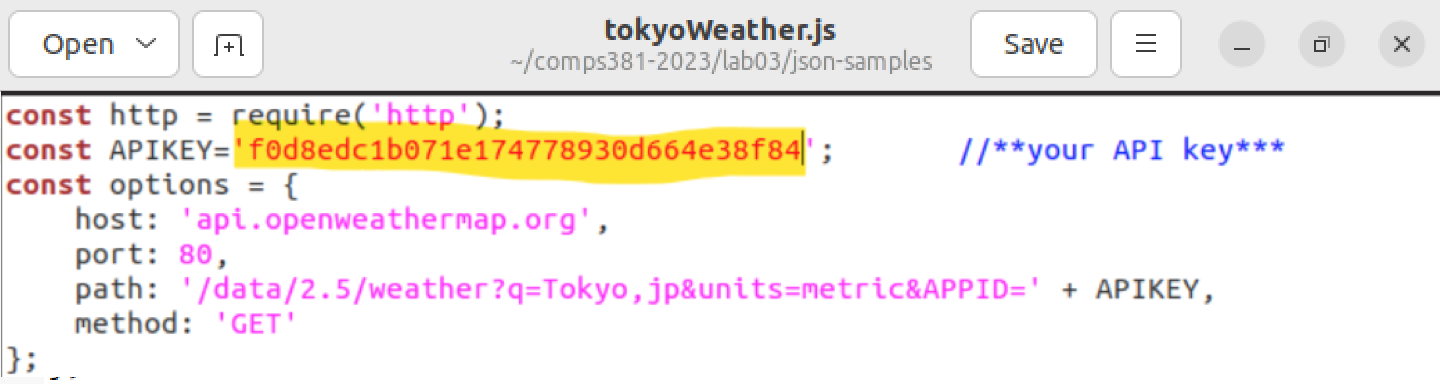 Open
tokyoWeather.js
~/comps381-2023/lab03/json-samples
Save
const http = require('http');
const APIKEY='f0d8edc1b071e174778930d664e38f84'; //**your API key***
const options = {
    host: 'api.openweathermap.org',
    port: 80,
    path: '/data/2.5/weather?q=Tokyo,jp&units=metric&APPID=' + APIKEY,
    method: 'GET'
};